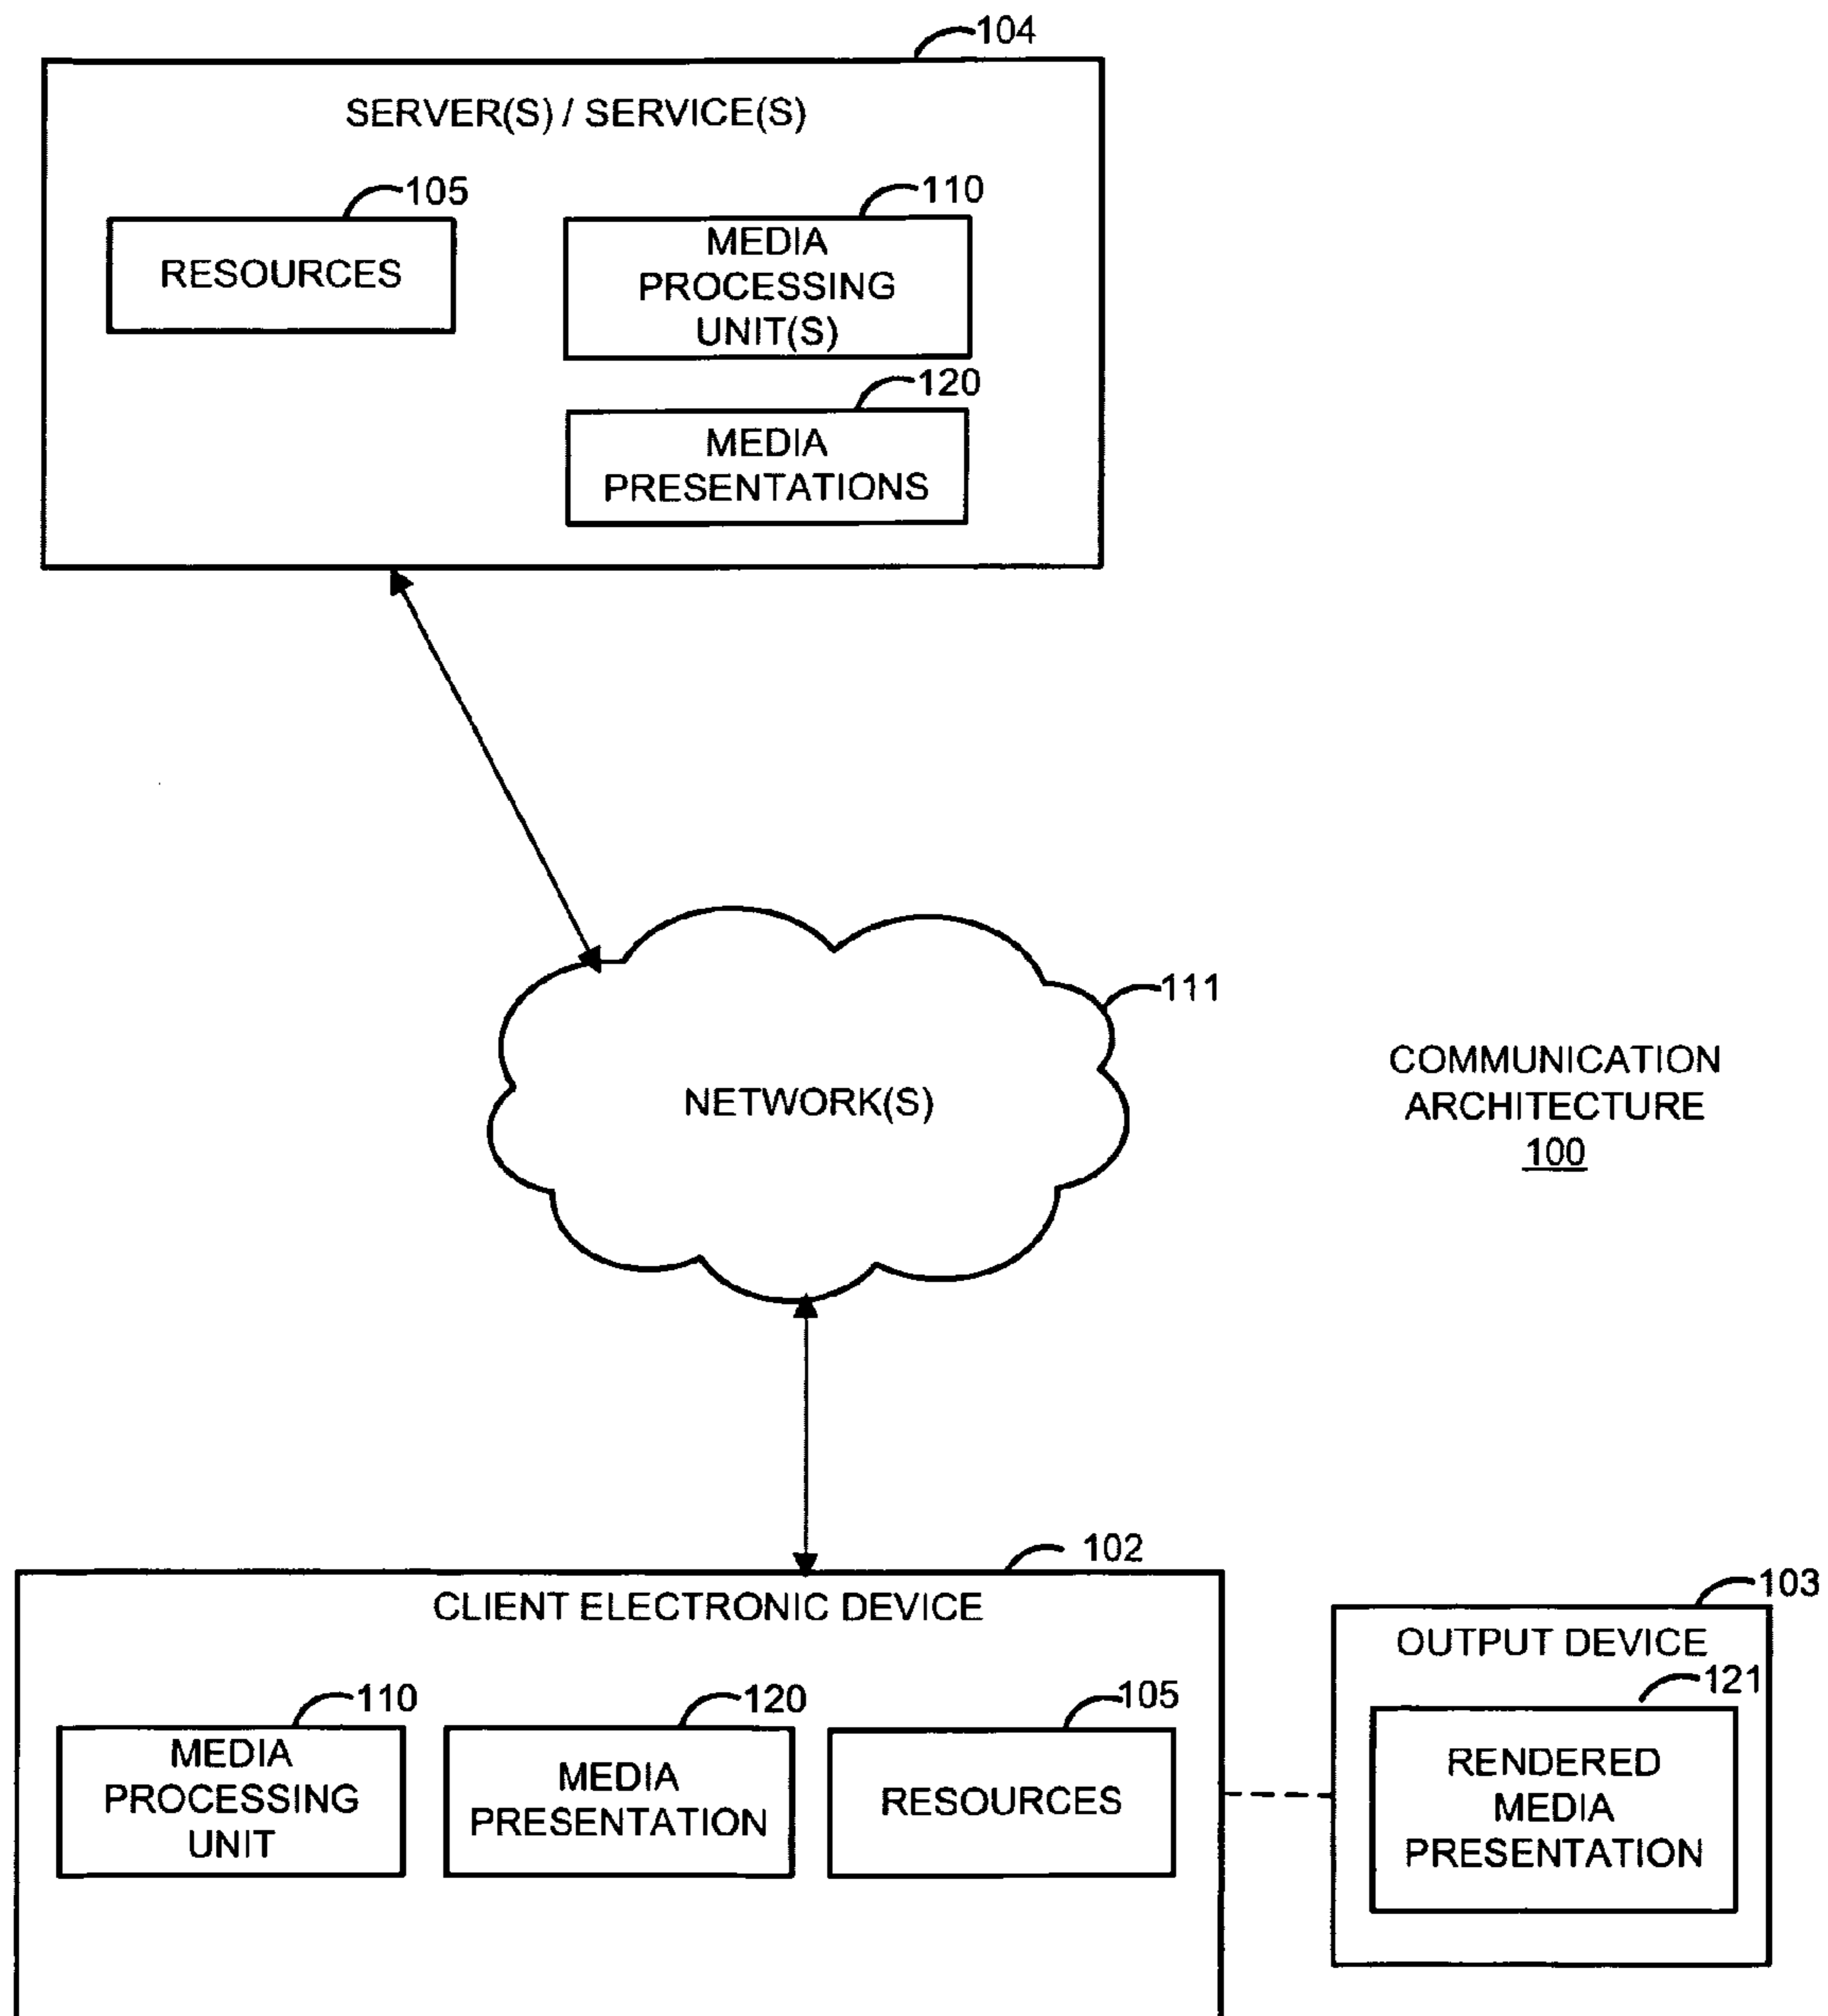 104
SERVER(S) / SERVICE(S)
105
110
RESOURCES
MEDIA
PROCESSING
UNIT(S)
120
MEDIA
PRESENTATIONS
111
NETWORK(S)
COMMUNICATION
ARCHITECTURE
100
102
CLIENT ELECTRONIC DEVICE
103
OUTPUT DEVICE
110
MEDIA
PROCESSING
UNIT
120
MEDIA
PRESENTATION
105
RESOURCES
121
RENDERED
MEDIA
PRESENTATION